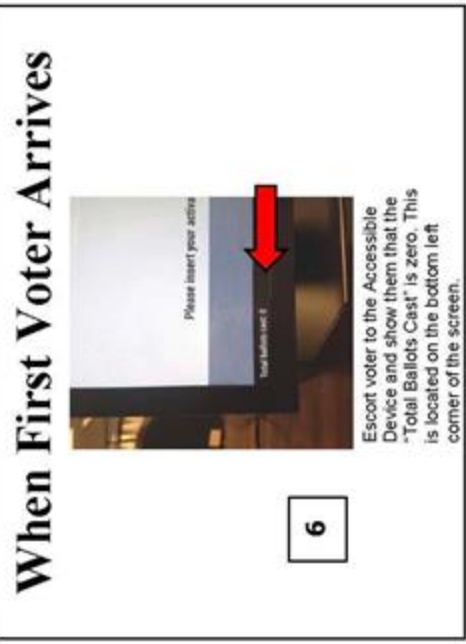 When First Voter Arrives
Please insert your activa
Total ballots cast: 0
6
Escort voter to the Accessible
Device and show them that the
"Total Ballots Cast" is zero. This
is located on the bottom left
corner of the screen.